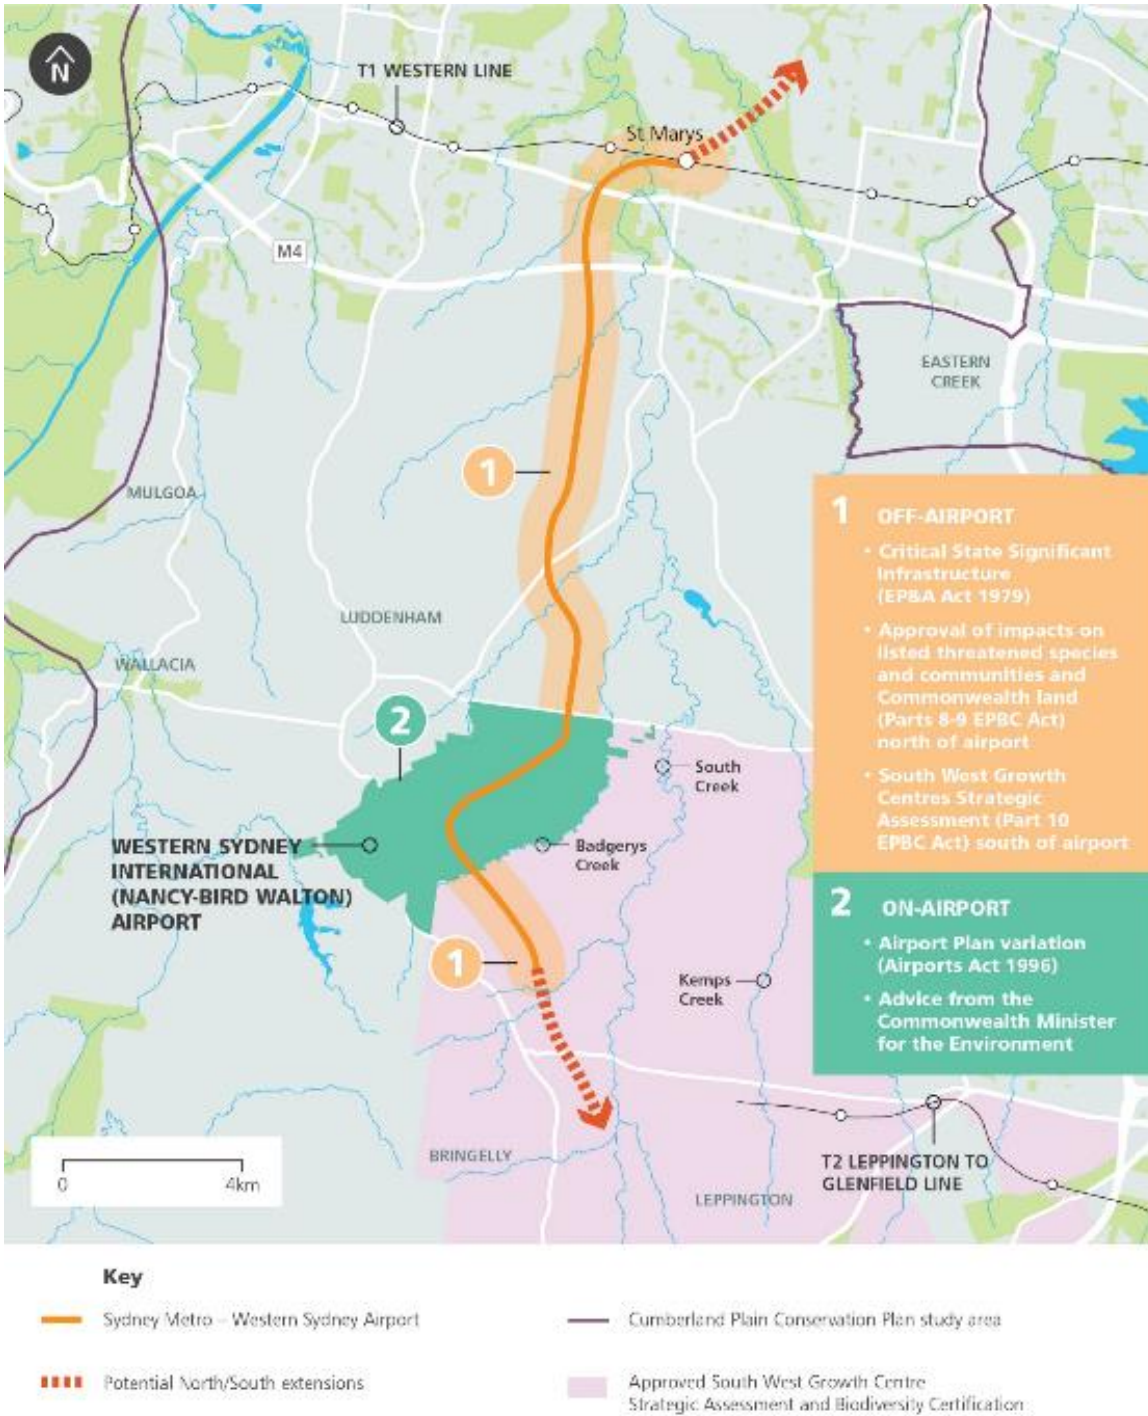 N
T1 WESTERN LINE
St Marys
M4
EASTERN
CREEK
1
MULGOA
LUDDENHAM
WALLACIA
2
South
Creek
WESTERN SYDNEY
INTERNATIONAL
(NANCY-BIRD WALTON)
AIRPORT
Badgerys
Creek
1
Kemps
Creek
BRINGELLY
LEPPINGTON
T2 LEPPINGTON TO
GLENFIELD LINE
0 4km
1 OFF-AIRPORT
• Critical State Significant
Infrastructure
(EP&A Act 1979)
• Approval of impacts on
listed threatened species
and communities and
Commonwealth land
(Parts 8-9 EPBC Act)
north of airport
• South West Growth
Centres Strategic
Assessment (Part 10
EPBC Act) south of airport
2 ON-AIRPORT
• Airport Plan variation
(Airports Act 1996)
• Advice from the
Commonwealth Minister
for the Environment
Key
Sydney Metro – Western Sydney Airport
Potential North/South extensions
Cumberland Plain Conservation Plan study area
Approved South West Growth Centre
Strategic Assessment and Biodiversity Certification